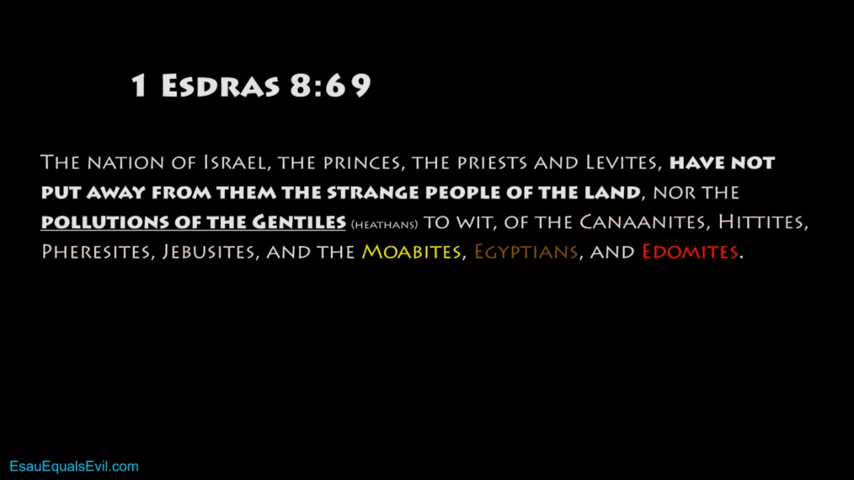 1 Esdras 8:69
The nation of Israel, the princes, the priests and Levites, have not
put away from them the strange people of the land, nor the
pollutions of the Gentiles (heathans) to wit, of the Canaanites, Hittites,
Pheresites, Jebusites, and the Moabites, Egyptians, and Edomites.
EsauEqualsEvil.com